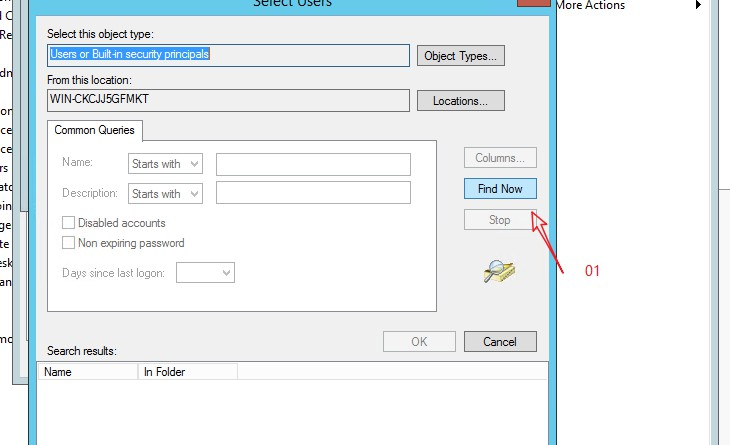 Select Users
More Actions
Select this object type:
Users or Built-in security principals
Object Types...
From this location:
WIN-CKCJJ5GFMKT
Locations...
Common Queries
Name:
Starts with
Columns...
Description:
Starts with
Find Now
Disabled accounts
Stop
Non expiring password
01
Days since last logon:
OK
Cancel
Search results:
Name
In Folder